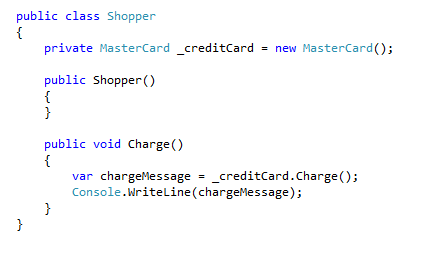 public class Shopper
{
    private MasterCard _creditCard = new MasterCard();

    public Shopper()
    {
    }

    public void Charge()
    {
        var chargeMessage = _creditCard.Charge();
        Console.WriteLine(chargeMessage);
    }
}